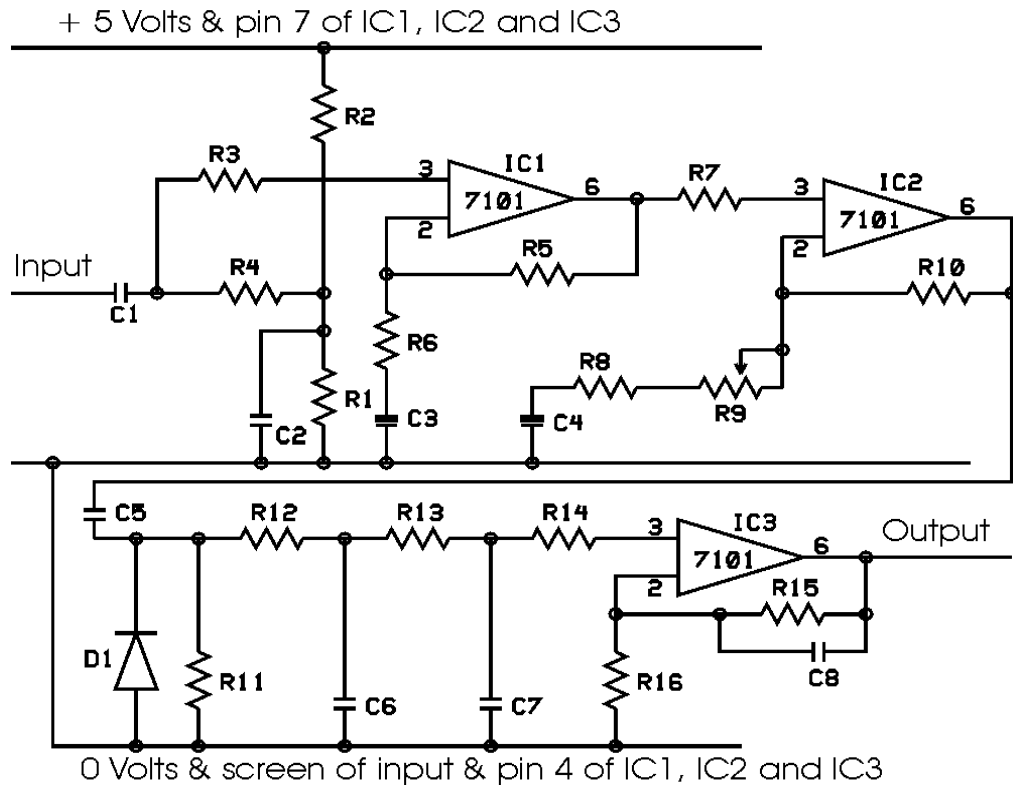 + 5 Volts & pin 7 of IC1, IC2 and IC3
R2
R3
3
IC1
7101
6
R7
3
IC2
7101
6
2
2
Input
R4
R5
R10
C1
R6
R8
R9
R1
C2
C3
C4
C5
R12
R13
R14
3
IC3
7101
6
Output
2
R15
D1
R11
C6
C7
R16
C8
0 Volts & screen of input & pin 4 of IC1, IC2 and IC3